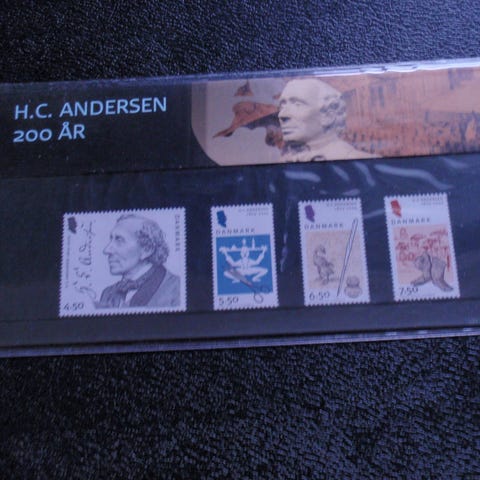 H.C. ANDERSEN
200 ÅR
DANMARK
4.50
DANMARK
5.50
DANMARK
6.50
DANMARK
7.50